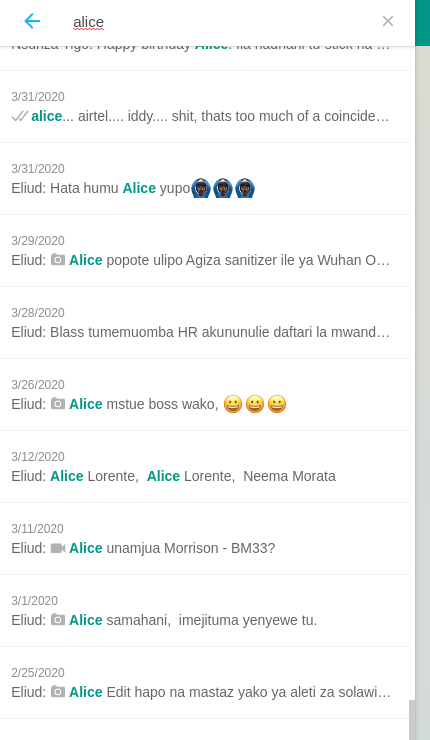 alice
Alice
3/31/2020
alice... airtel.... iddy.... shit, thats too much of a coincide…
3/31/2020
Eliud: Hata humu Alice yupo
3/29/2020
Eliud: Alice popote ulipo Agiza sanitizer ile ya Wuhan O…
3/28/2020
Eliud: Blass tumemuomba HR akununulie daftari la mwand…
3/26/2020
Eliud: Alice mstue boss wako, 😀😀😀
3/12/2020
Eliud: Alice Lorente,  Alice Lorente,  Neema Morata
3/11/2020
Eliud: Alice unamjua Morrison - BM33?
3/1/2020
Eliud: Alice samahani,  imejituma yenyewe tu.
2/25/2020
Eliud: Alice Edit hapo na mastaz yako ya aleti za solawi…